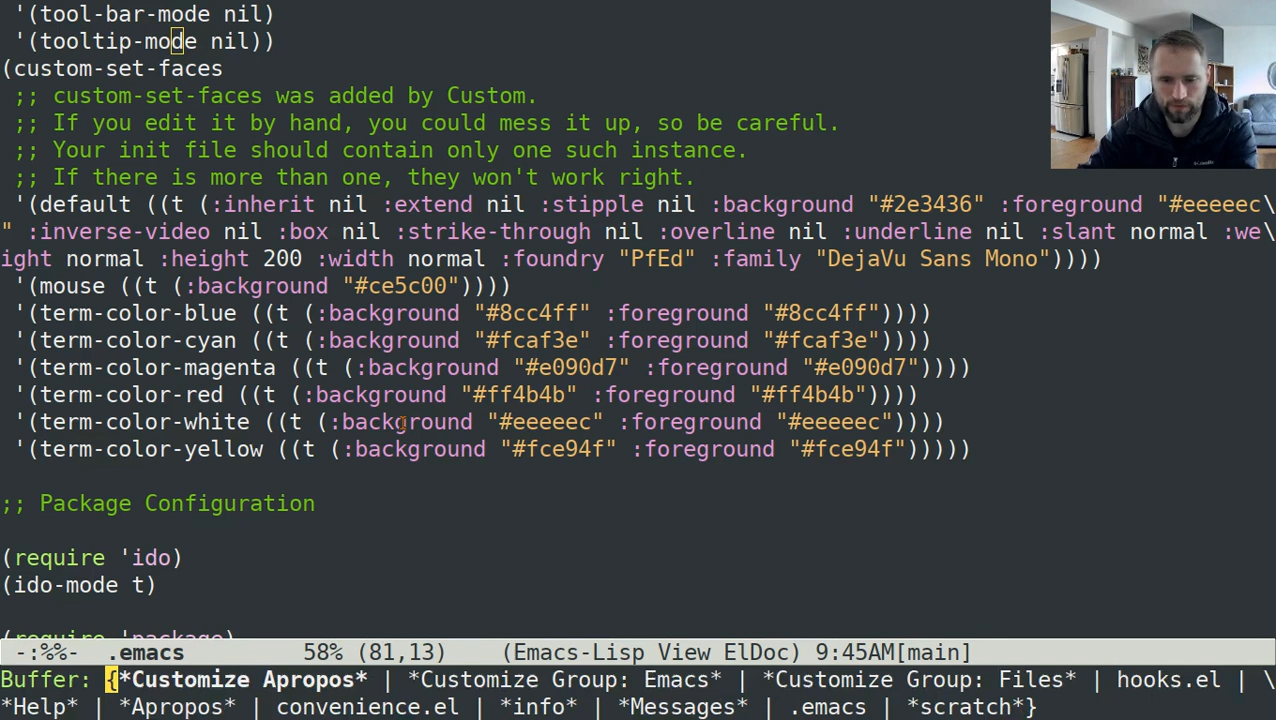 '(tool-bar-mode nil)
'(tooltip-mode nil))
(custom-set-faces
;; custom-set-faces was added by Custom.
;; If you edit it by hand, you could mess it up, so be careful.
;; Your init file should contain only one such instance.
;; If there is more than one, they won't work right.
'(default ((t (:inherit nil :extend nil :stipple nil :background "#2e3436" :foreground "#eeeeec\
" :inverse-video nil :box nil :strike-through nil :overline nil :underline nil :slant normal :we\
ight normal :height 200 :width normal :foundry "PfEd" :family "DejaVu Sans Mono"))))
'(mouse ((t (:background "#ce5c00"))))
'(term-color-blue ((t (:background "#8cc4ff" :foreground "#8cc4ff"))))
'(term-color-cyan ((t (:background "#fcaf3e" :foreground "#fcaf3e"))))
'(term-color-magenta ((t (:background "#e090d7" :foreground "#e090d7"))))
'(term-color-red ((t (:background "#ff4b4b" :foreground "#ff4b4b"))))
'(term-color-white ((t (:background "#eeeeec" :foreground "#eeeeec"))))
'(term-color-yellow ((t (:background "#fce94f" :foreground "#fce94f")))))
;; Package Configuration
(require 'ido)
(ido-mode t)
(require 'package)
-:%%- .emacs 58% (81,13) (Emacs-Lisp View ElDoc) 9:45AM[main]
Buffer: {*Customize Apropos* | *Customize Group: Emacs* | *Customize Group: Files* | hooks.el | \
*Help* | *Apropos* | convenience.el | *info* | *Messages* | .emacs | *scratch*}